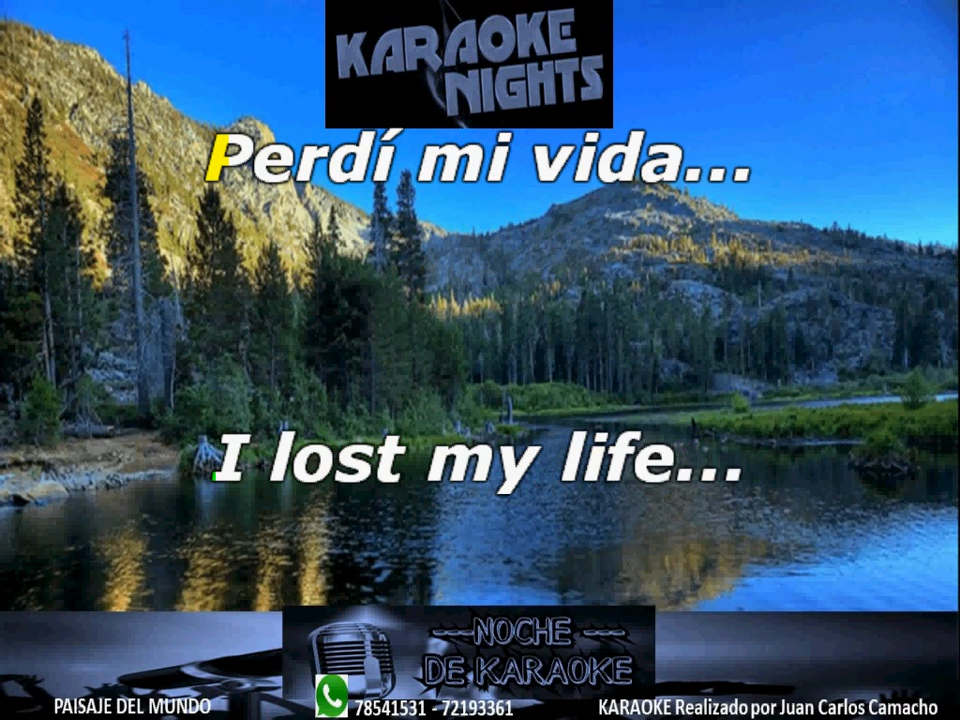 KARAOKE
NIGHTS
Perdí mi vida...
I lost my life...
NOCHE
DE KARAOKE
PAISAJE DEL MUNDO
78541531 - 72193361
KARAOKE Realizado por Juan Carlos Camacho